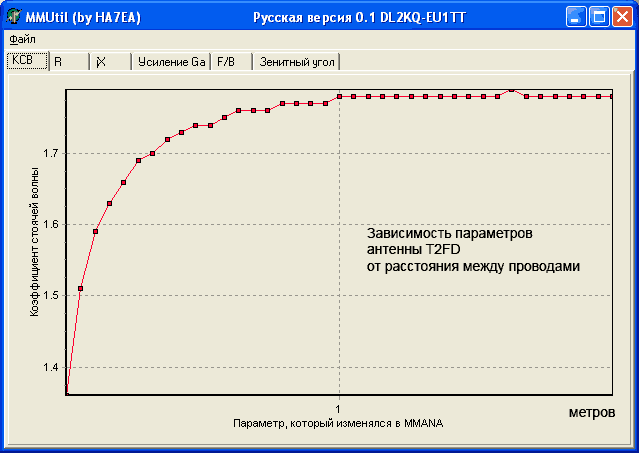 MMUtil (by HA7EA) Русская версия 0.1 DL2KQ-EU1TT
Файл
КСВ R jX Усиление Ga F/B Зенитный угол
Коэффициент стоячей волны
1.7
1.6
1.5
1.4
Зависимость параметров
антенны T2FD
от расстояния между проводами
1
метров
Параметр, который изменялся в MMANA